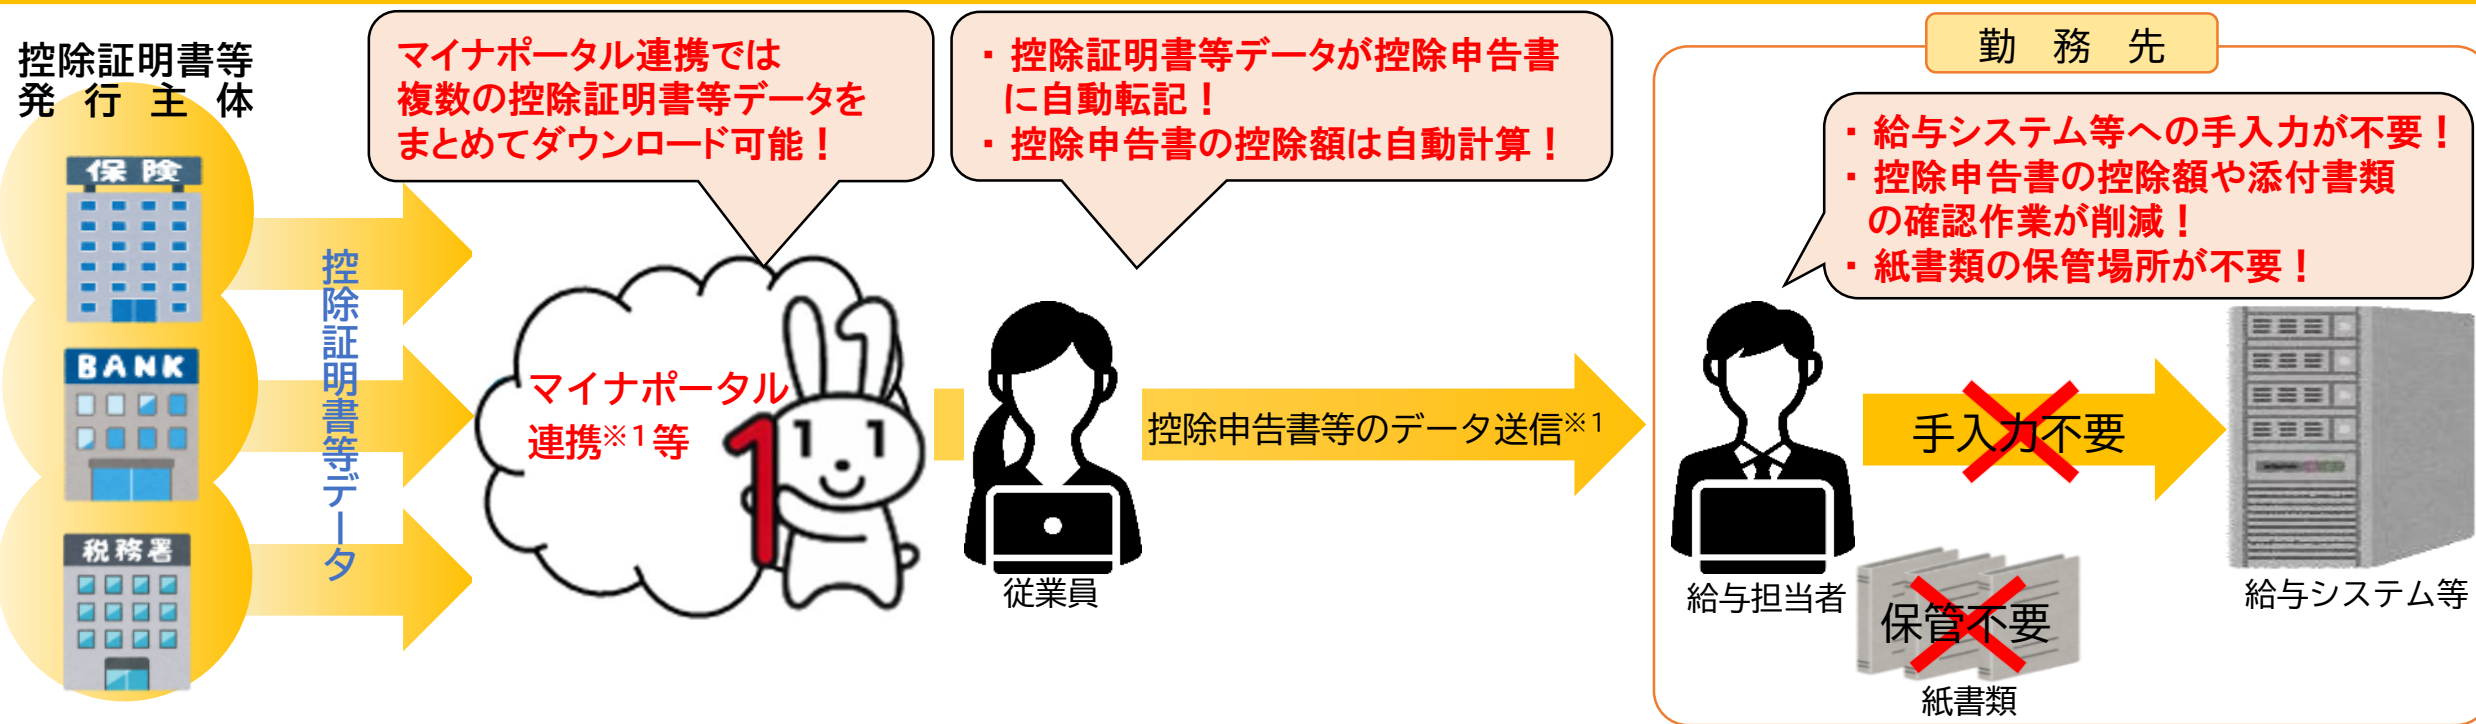 控除証明書等
発行主体
保険
BANK
税務署
控除証明書等データ
マイナポータル連携では
複数の控除証明書等データを
まとめてダウンロード可能！
マイナポータル
連携※1等
1
1 1
・控除証明書等データが控除申告書
に自動転記！
・控除申告書の控除額は自動計算！
従業員
控除申告書等のデータ送信※1
勤務先
・給与システム等への手入力が不要！
・控除申告書の控除額や添付書類
の確認作業が削減！
・紙書類の保管場所が不要！
給与担当者
手入力不要
給与システム等
保管不要
紙書類